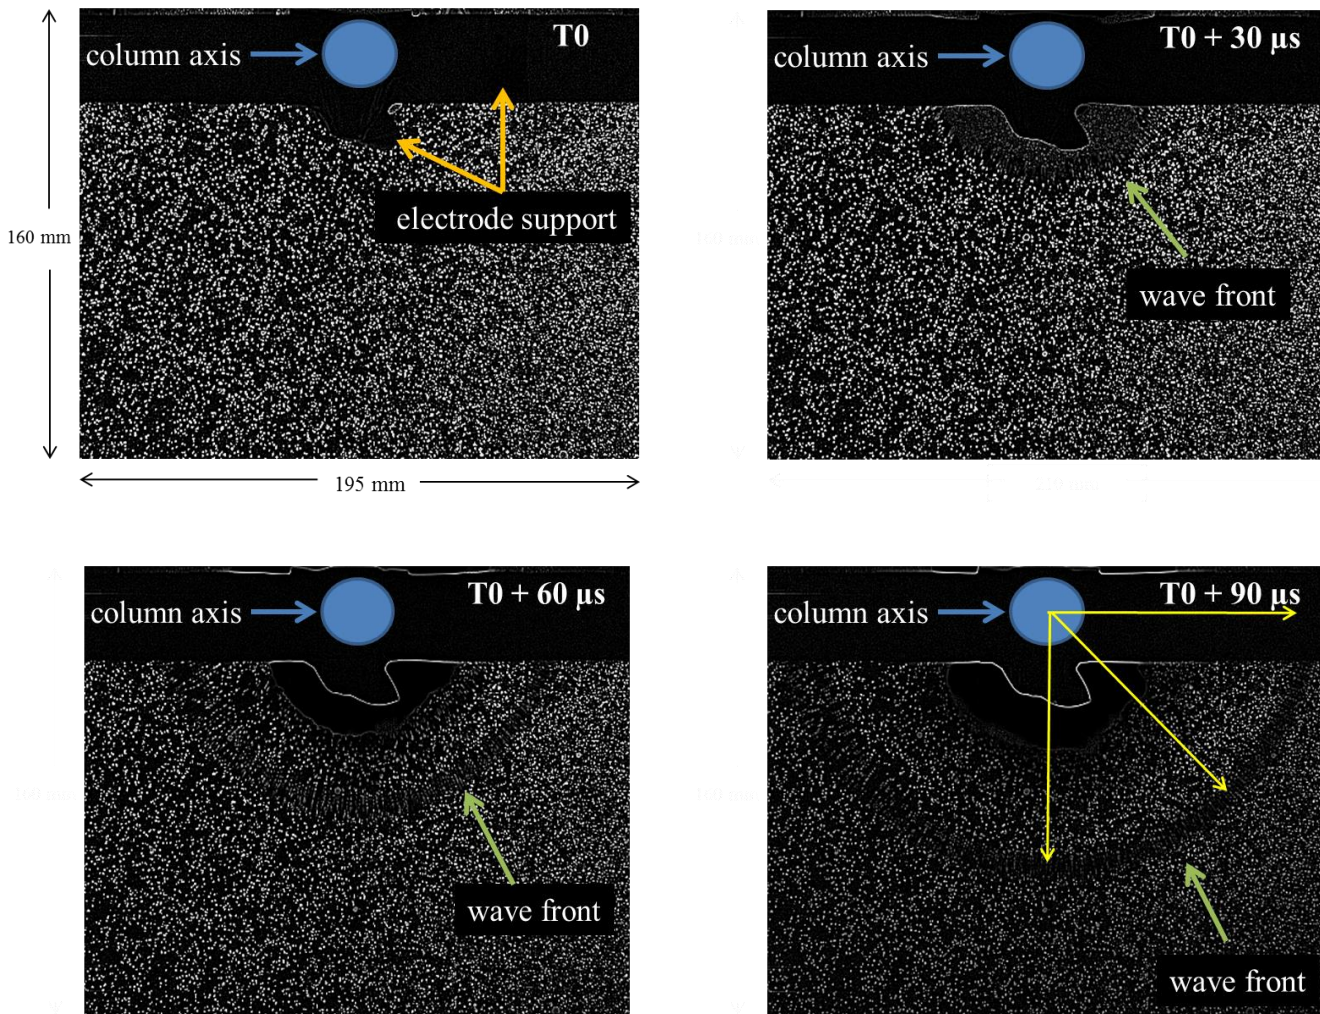 T0
column axis
electrode support
160 mm
195 mm
T0 + 30 µs
column axis
wave front
T0 + 60 µs
column axis
wave front
T0 + 90 µs
column axis
wave front